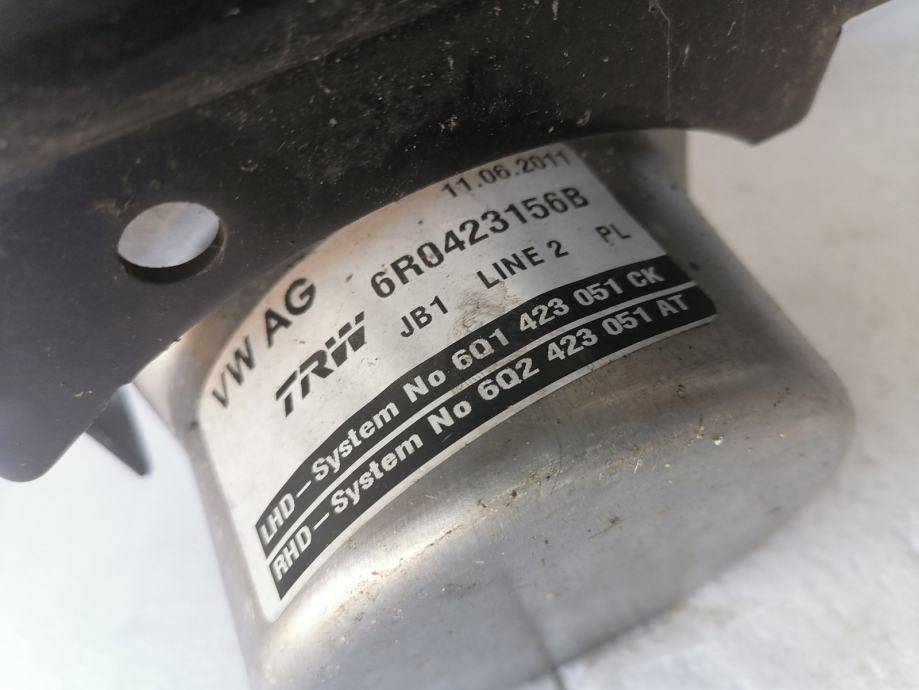 11.06.2011
VW AG 6R0423156B
TRW JB1 LINE 2 PL
LHD – System No 6Q1 423 051 CK
RHD – System No 6Q2 423 051 AT